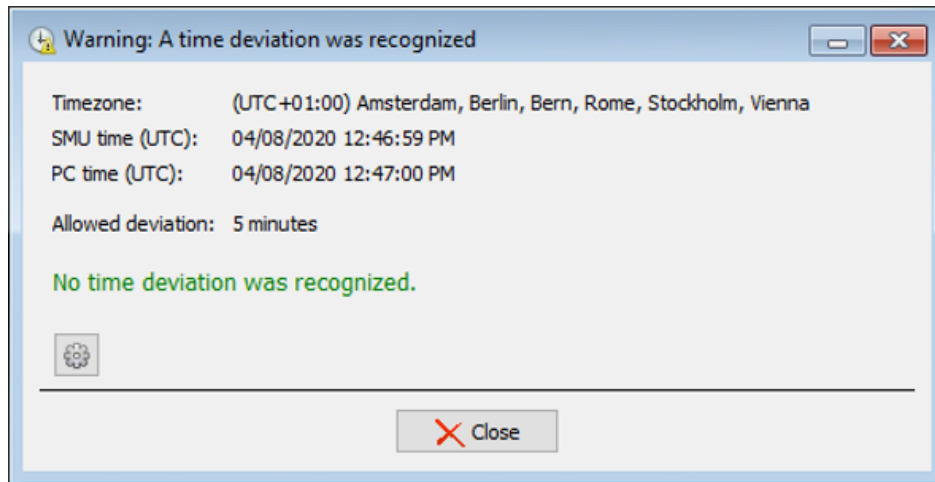 Warning: A time deviation was recognized
Timezone: (UTC+01:00) Amsterdam, Berlin, Bern, Rome, Stockholm, Vienna
SMU time (UTC): 04/08/2020 12:46:59 PM
PC time (UTC): 04/08/2020 12:47:00 PM
Allowed deviation: 5 minutes
No time deviation was recognized.
Close